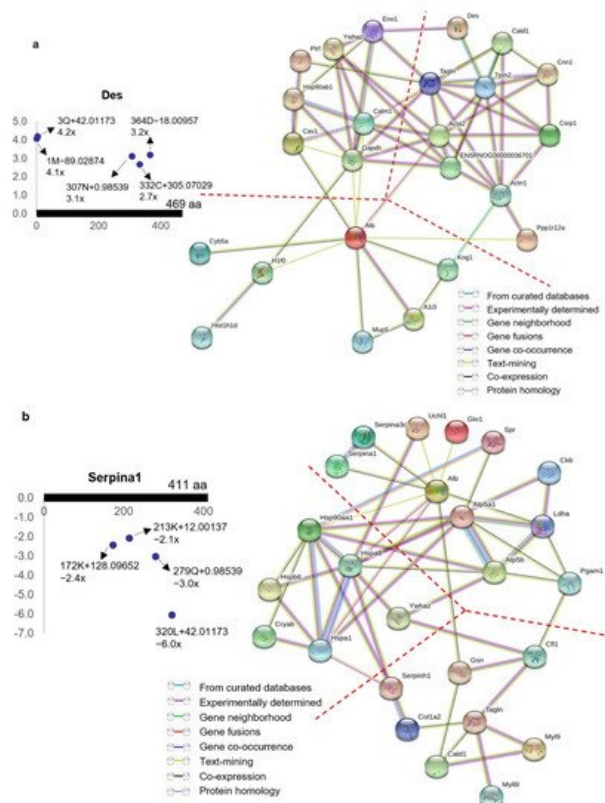 a
Des
5.0
4.0
3.0
2.0
1.0
0.0
3Q+42.01173
4.2x
364D-18.00957
3.2x
1M-89.02874
4.1x
307N+0.98539
3.1x
332C+305.07029
2.7x
0
200
400
469 aa
Eno1
Des
Ywhaz
Cald1
Ptrf
Tagln
Tpm2
Cnn1
Hsp90ab1
Calm1
Acta2
Csrp1
Cav1
Gapdh
Actn1
Alb
Ppp1r12a
Cyb5a
H1f0
Kng1
Hist1h1d
Mup5
A1i3
From curated databases
Experimentally determined
Gene neighborhood
Gene fusions
Gene co-occurrence
Text-mining
Co-expression
Protein homology
b
Serpina1
411 aa
0.0
-1.0
-2.0
-3.0
-4.0
-5.0
-6.0
-7.0
0
200
400
213K+12.00137
−2.1x
172K+128.09652
−2.4x
279Q+0.98539
−3.0x
320L+42.01173
−6.0x
Uchl1
Glo1
Serpina3c
Spr
Serpina1
Alb
Ckb
Hsp90aa1
Atp5a1
Ldha
Hspa8
Atp5b
Pgam1
Hspb6
Ywhaz
Cryab
Hspa1
Cfl1
Gsn
Serpinh1
Col1a2
Tagln
Myl9
Cald1
Myl6l
From curated databases
Experimentally determined
Gene neighborhood
Gene fusions
Gene co-occurrence
Text-mining
Co-expression
Protein homology